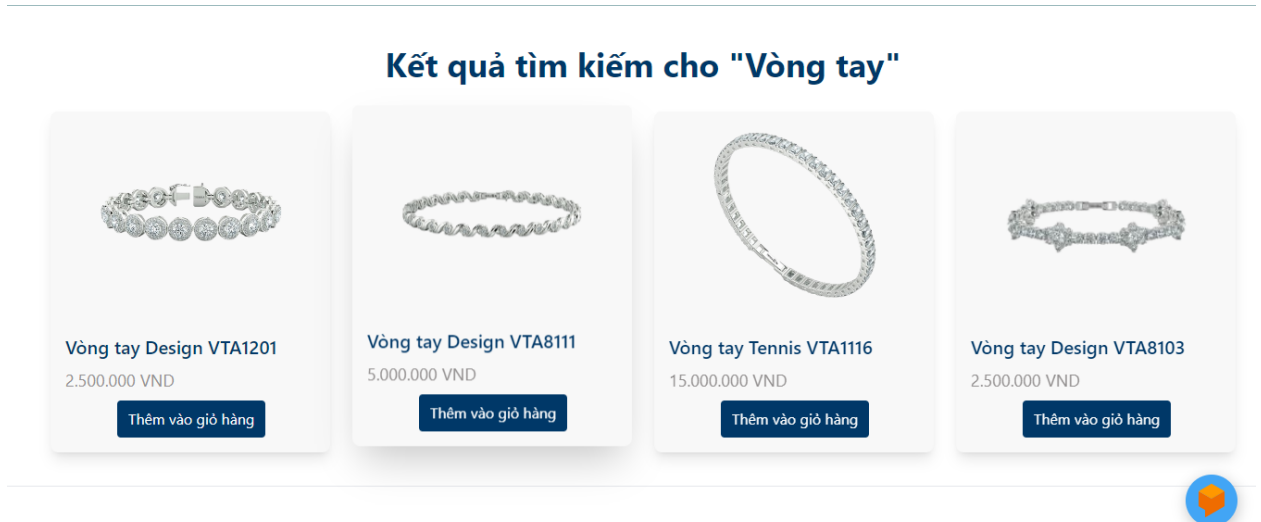 Kết quả tìm kiếm cho "Vòng tay"
Vòng tay Design VTA1201
2.500.000 VND
Thêm vào giỏ hàng
Vòng tay Design VTA8111
5.000.000 VND
Thêm vào giỏ hàng
Vòng tay Tennis VTA1116
15.000.000 VND
Thêm vào giỏ hàng
Vòng tay Design VTA8103
2.500.000 VND
Thêm vào giỏ hàng